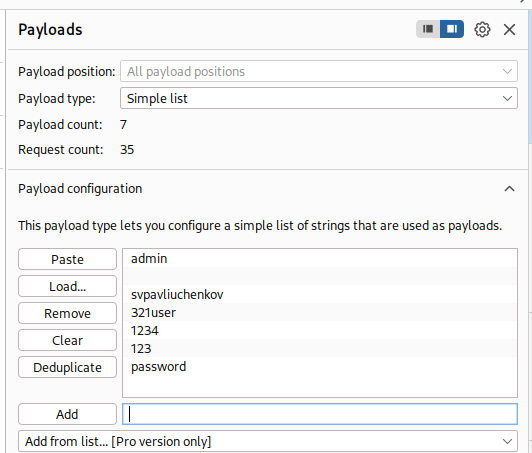 Payloads
Payload position: All payload positions
Payload type: Simple list
Payload count: 7
Request count: 35
Payload configuration
This payload type lets you configure a simple list of strings that are used as payloads.
Paste
Load...
Remove
Clear
Deduplicate
admin
svpavliuchenkov
321user
1234
123
password
Add
Add from list... [Pro version only]